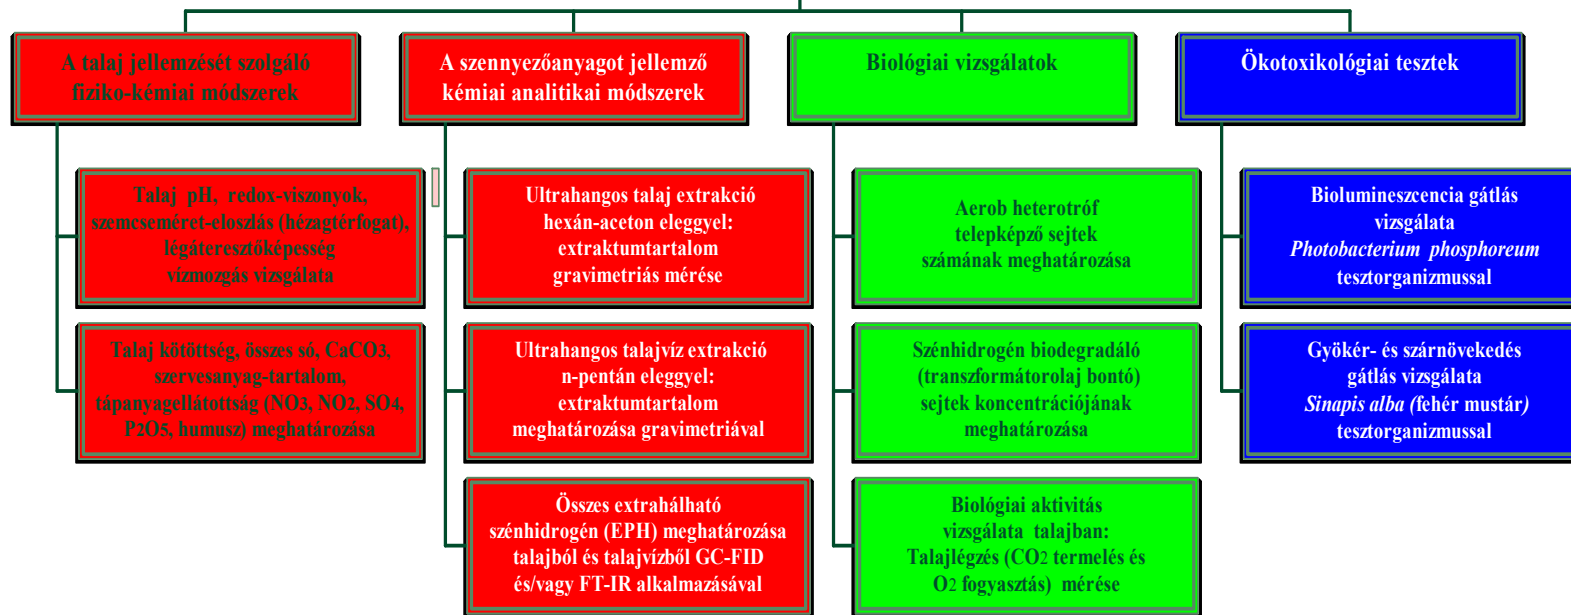 A talaj jellemzését szolgáló
fiziko-kémiai módszerek
A szennyezőanyagot jellemző
kémiai analitikai módszerek
Biológiai vizsgálatok
Ökotoxikológiai tesztek
Talaj pH, redox-viszonyok,
szemcseméret-eloszlás (hézagtérfogat),
légáteresztőképesség
vízmozgás vizsgálata
Talaj kötöttség, összes só, CaCO3,
szervesanyag-tartalom,
tápanyagellátottság (NO3, NO2, SO4,
P2O5, humusz) meghatározása
Ultrahangos talaj extrakció
hexán-aceton eleggyel:
extraktumtartalom
gravimetriás mérése
Ultrahangos talajvíz extrakció
n-pentán eleggyel:
extraktumtartalom
meghatározása gravimetriával
Összes extrahálható
szénhidrogén (EPH) meghatározása
talajból és talajvízből GC-FID
és/vagy FT-IR alkalmazásával
Aerob heterotróf
telepképző sejtek
számának meghatározása
Szénhidrogén biodegradáló
(transzformátorolaj bontó)
sejtek koncentrációjának
meghatározása
Biológiai aktivitás
vizsgálata talajban:
Talajlégzés (CO2 termelés és
O2 fogyasztás) mérése
Biolumineszcencia gátlás
vizsgálata
Photobacterium phosphoreum
tesztorganizmussal
Gyökér- és szárnövekedés
gátlás vizsgálata
Sinapis alba (fehér mustár)
tesztorganizmussal